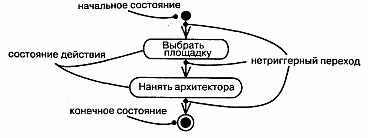 начальное состояние
Выбрать
площадку
состояние действия
нетриггерный переход
Нанять архитектора
конечное состояние